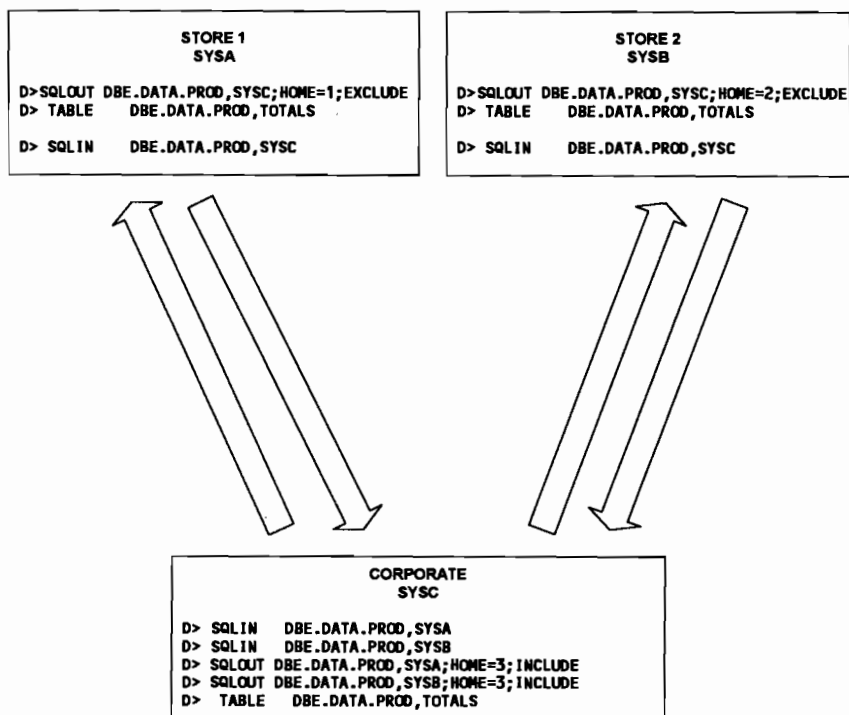 STORE 1
SYSA
D>SQLOUT DBE.DATA.PROD,SYSC;HOME=1;EXCLUDE
D> TABLE DBE.DATA.PROD,TOTALS
D> SQLIN DBE.DATA.PROD,SYSC
STORE 2
SYSB
D>SQLOUT DBE.DATA.PROD,SYSC;HOME=2;EXCLUDE
D> TABLE DBE.DATA.PROD,TOTALS
D> SQLIN DBE.DATA.PROD,SYSC
CORPORATE
SYSC
D> SQLIN DBE.DATA.PROD,SYSA
D> SQLIN DBE.DATA.PROD,SYSB
D> SQLOUT DBE.DATA.PROD,SYSA;HOME=3;INCLUDE
D> SQLOUT DBE.DATA.PROD,SYSB;HOME=3;INCLUDE
D> TABLE DBE.DATA.PROD,TOTALS